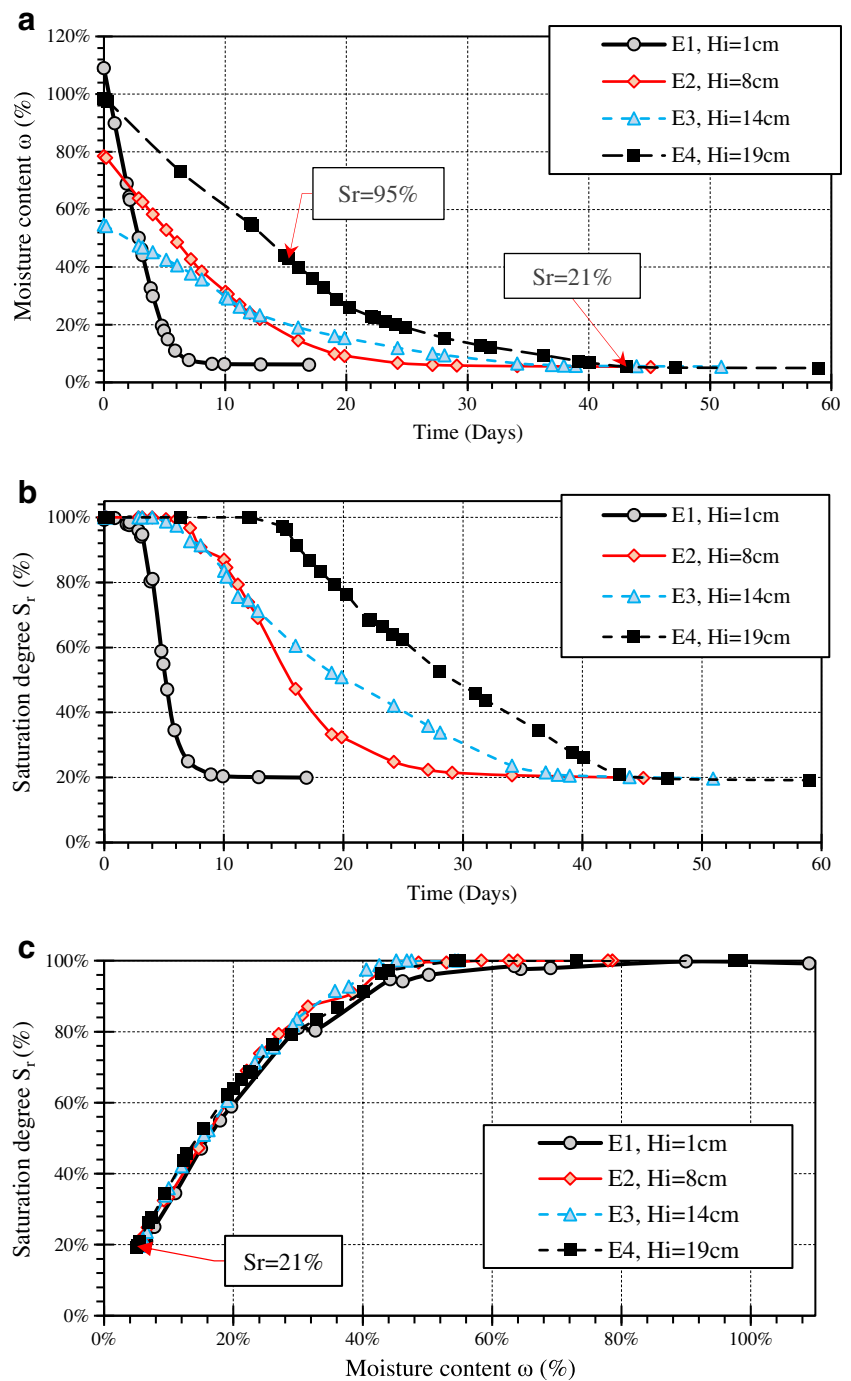 a
120%
100%
80%
60%
40%
20%
0%
Moisture content ω (%)
E1, Hi=1cm
E2, Hi=8cm
E3, Hi=14cm
E4, Hi=19cm
Sr=95%
Sr=21%
0 10 20 30 40 50 60
Time (Days)
b
100%
80%
60%
40%
20%
0%
Saturation degree Sr (%)
E1, Hi=1cm
E2, Hi=8cm
E3, Hi=14cm
E4, Hi=19cm
0 10 20 30 40 50 60
Time (Days)
c
100%
80%
60%
40%
20%
0%
Saturation degree Sr (%)
E1, Hi=1cm
E2, Hi=8cm
E3, Hi=14cm
E4, Hi=19cm
Sr=21%
0% 20% 40% 60% 80% 100%
Moisture content ω (%)